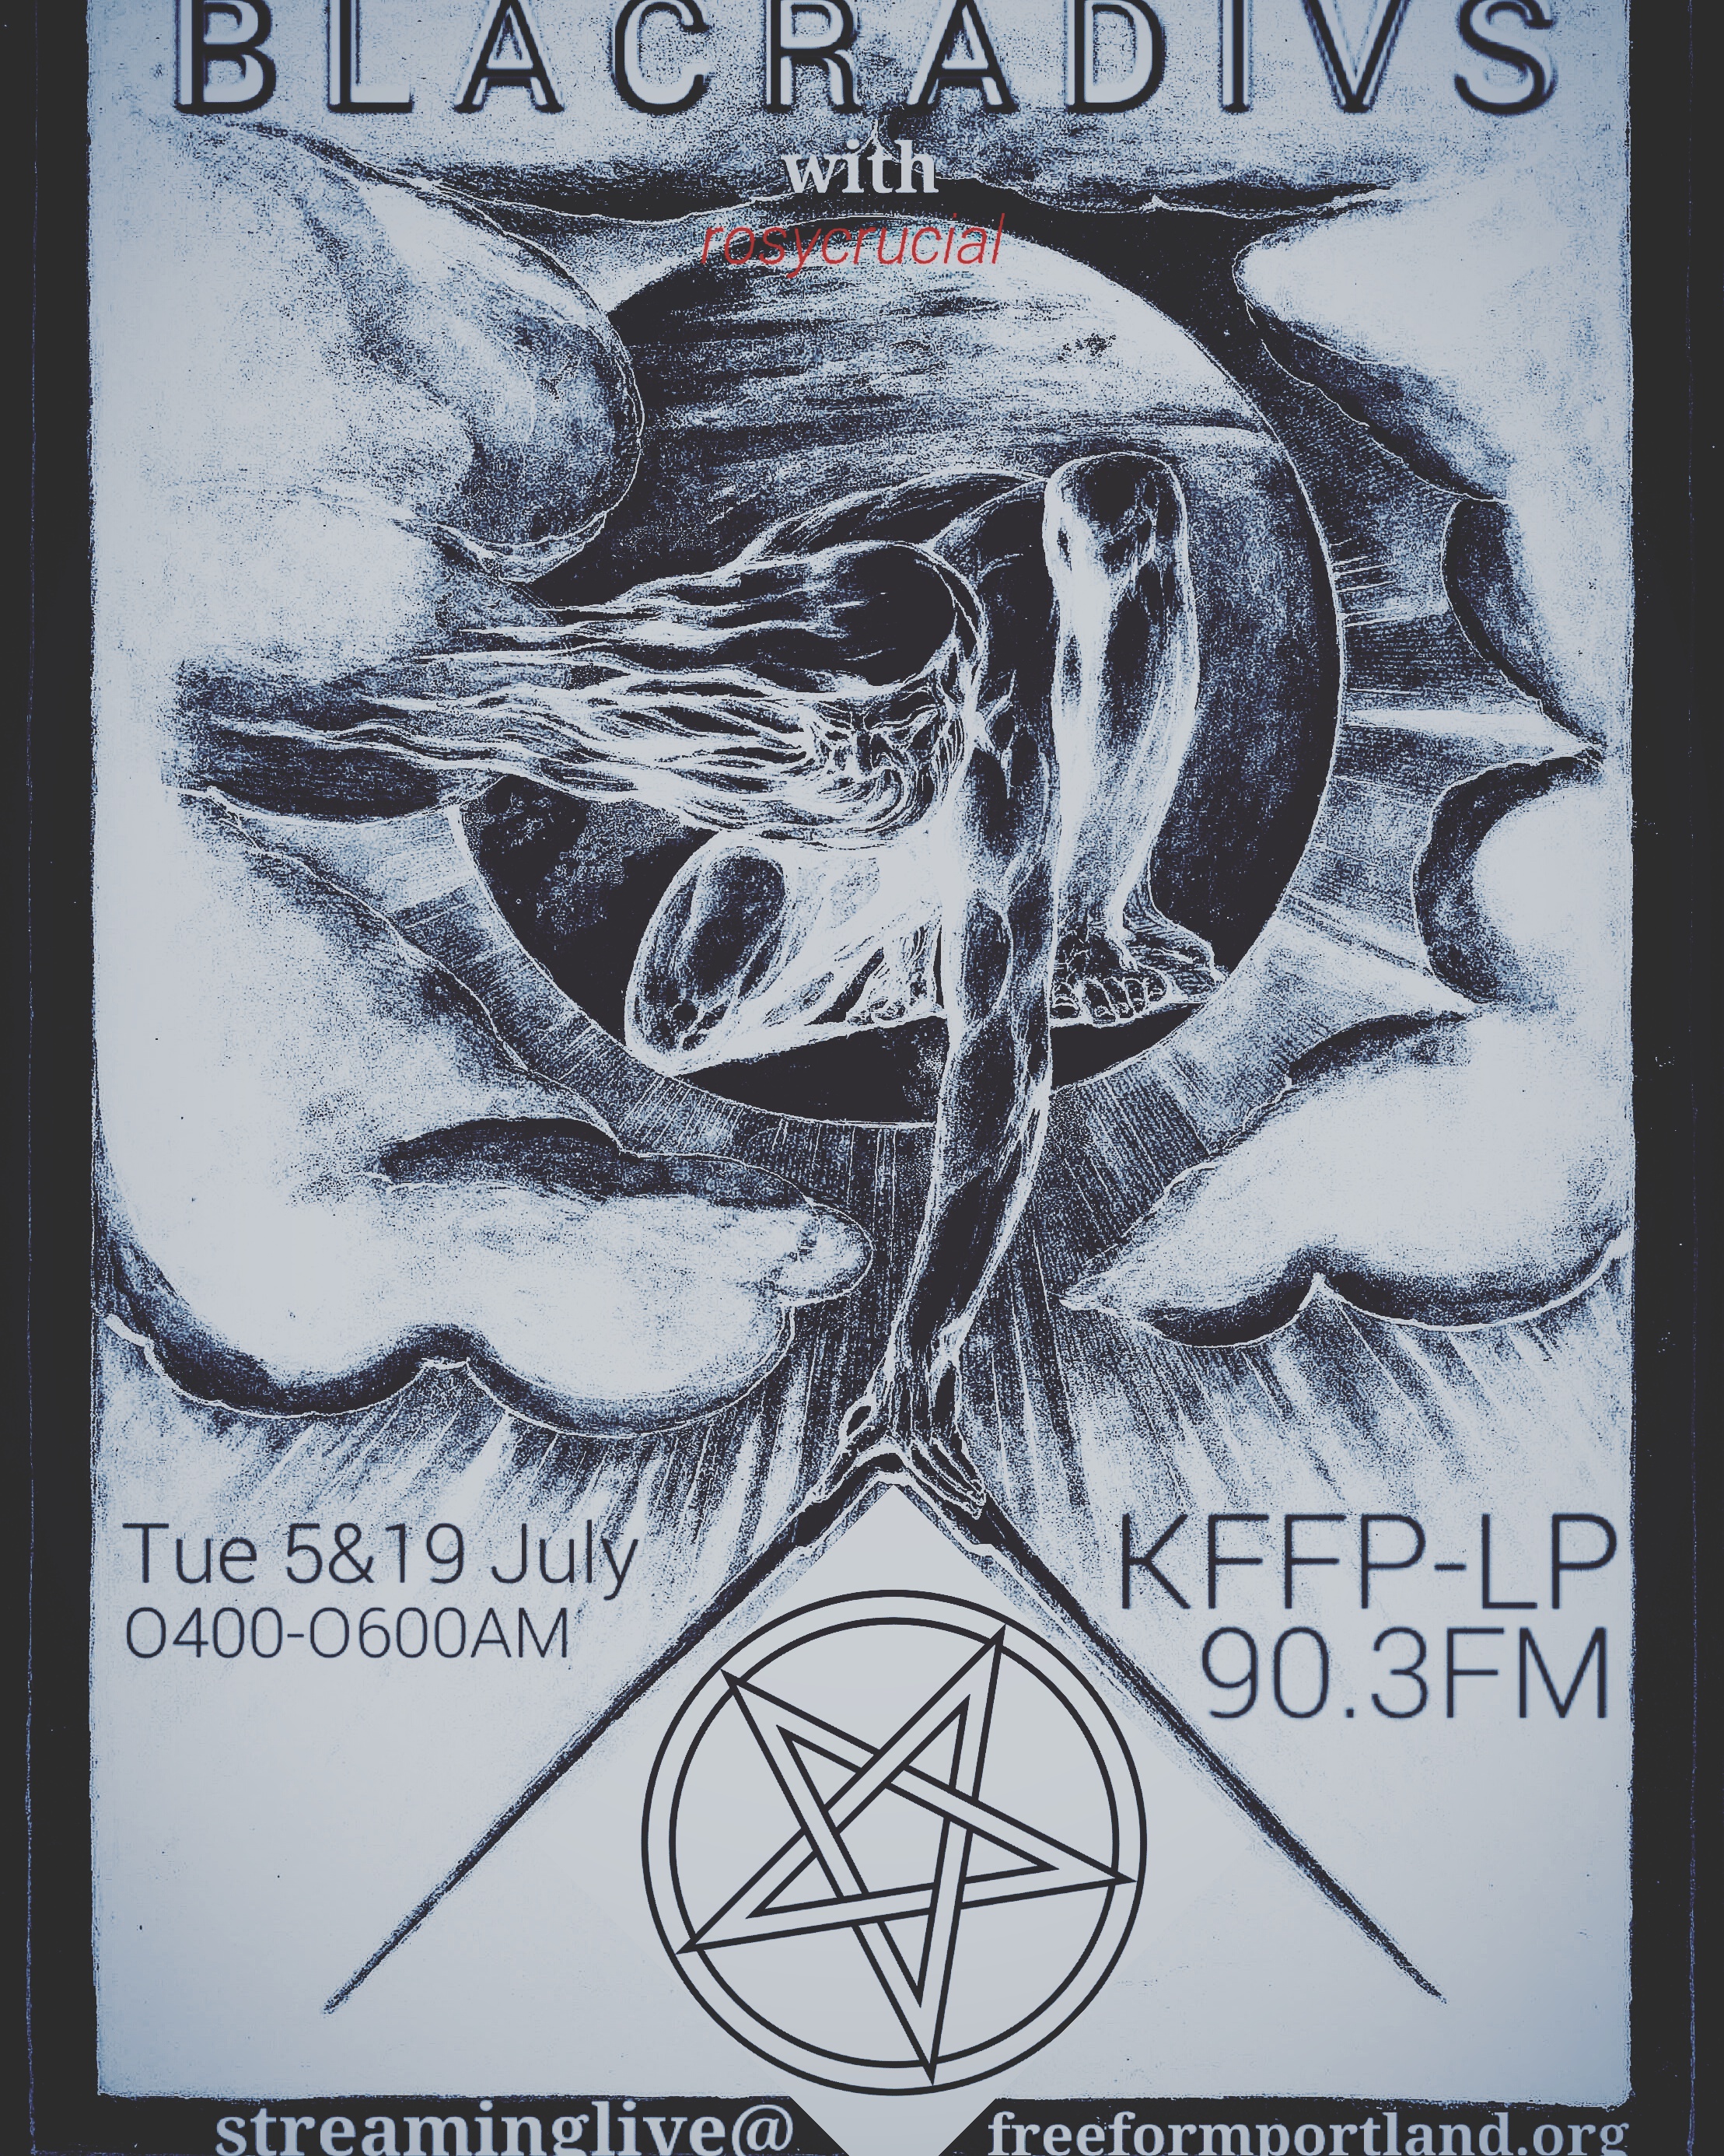 BLACRADIVS
with
rosycrucial
Tue 5&19 July
0400-0600AM
KFFP-LP
90.3FM
streaminglive@ freeformportland.org